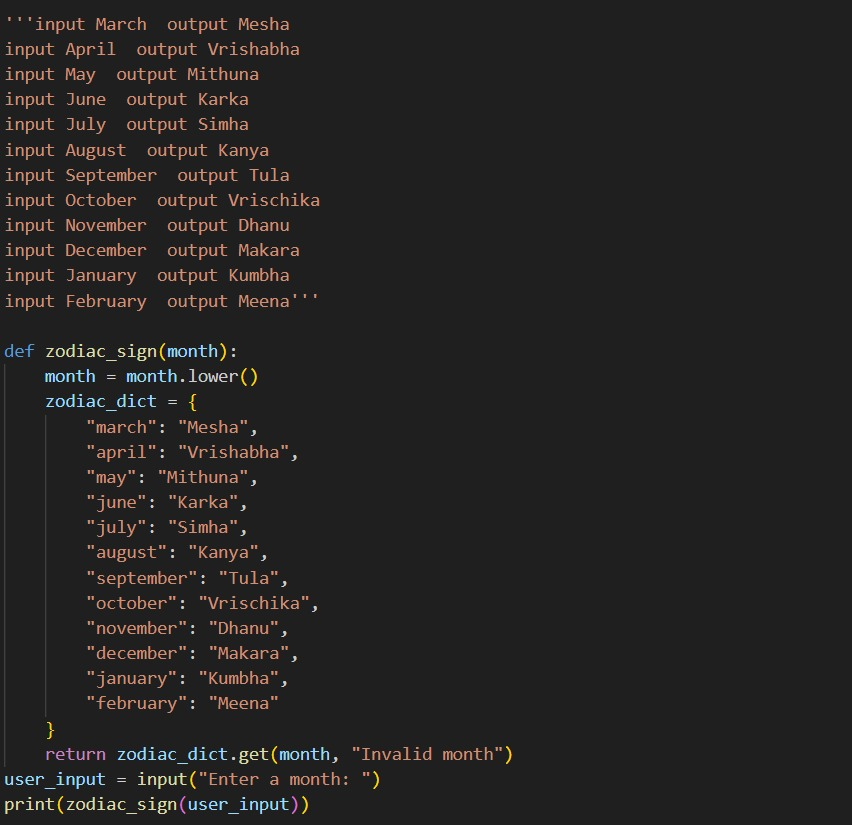 '''input March  output Mesha
input April  output Vrishabha
input May  output Mithuna
input June  output Karka
input July  output Simha
input August  output Kanya
input September  output Tula
input October  output Vrischika
input November  output Dhanu
input December  output Makara
input January  output Kumbha
input February  output Meena'''

def zodiac_sign(month):
    month = month.lower()
    zodiac_dict = {
        "march": "Mesha",
        "april": "Vrishabha",
        "may": "Mithuna",
        "june": "Karka",
        "july": "Simha",
        "august": "Kanya",
        "september": "Tula",
        "october": "Vrischika",
        "november": "Dhanu",
        "december": "Makara",
        "january": "Kumbha",
        "february": "Meena"
    }
    return zodiac_dict.get(month, "Invalid month")
user_input = input("Enter a month: ")
print(zodiac_sign(user_input))